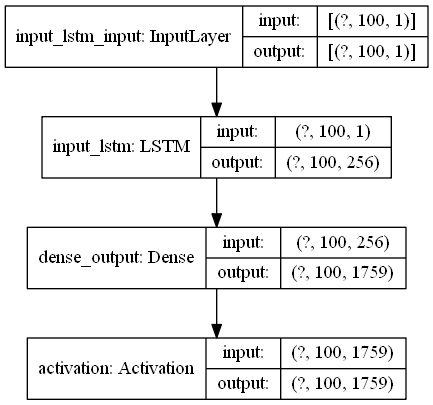 input_lstm_input: InputLayer
input: [(?, 100, 1)]
output: [(?, 100, 1)]
input_lstm: LSTM
input: (?, 100, 1)
output: (?, 100, 256)
dense_output: Dense
input: (?, 100, 256)
output: (?, 100, 1759)
activation: Activation
input: (?, 100, 1759)
output: (?, 100, 1759)